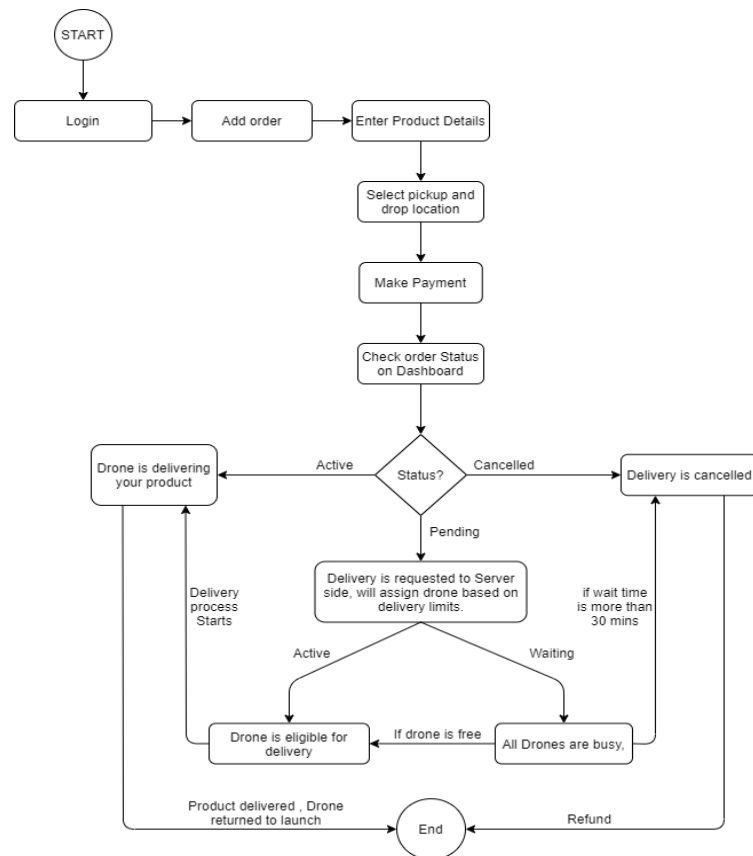 START
Login
Add order
Enter Product Details
Select pickup and
drop location
Make Payment
Check order Status
on Dashboard
Drone is delivering
your product
Active
Status?
Cancelled
Delivery is cancelled
Pending
Delivery is requested to Server
side, will assign drone based on
delivery limits.
Delivery
process
Starts
if wait time
is more than
30 mins
Active
Waiting
Drone is eligible for
delivery
If drone is free
All Drones are busy,
Product delivered , Drone
returned to launch
End
Refund